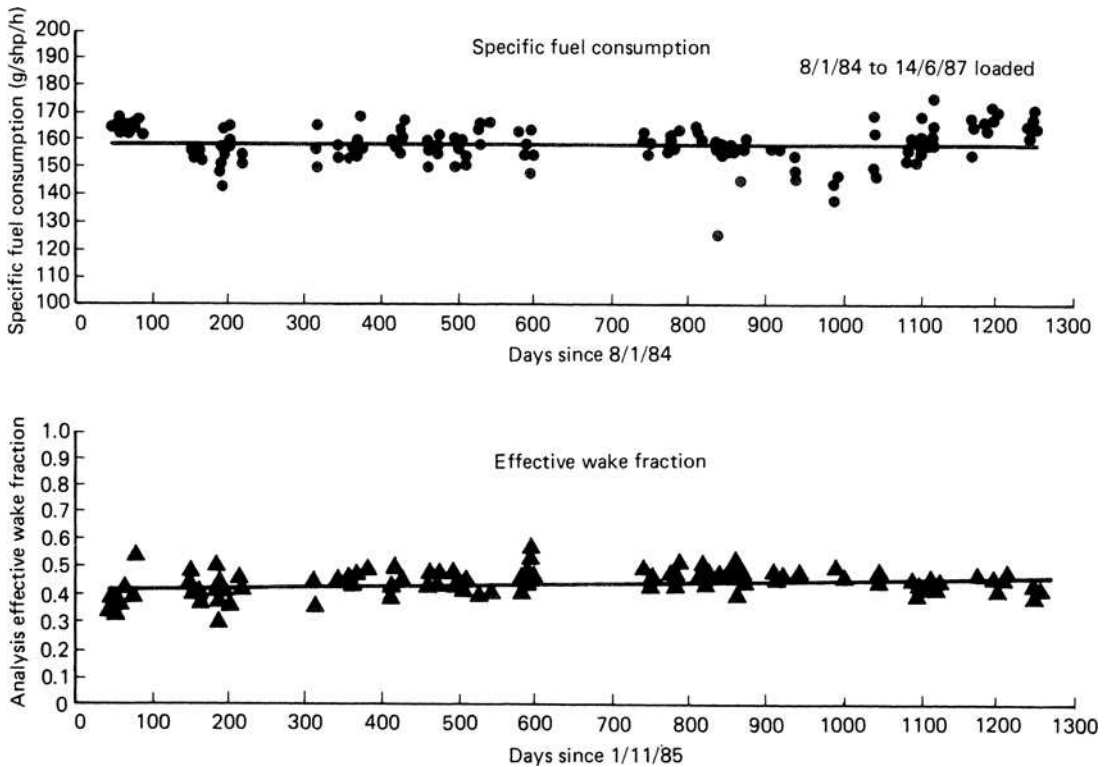 Specific fuel consumption (g/shp/h)
200
190
180
170
160
150
140
130
120
110
100
Specific fuel consumption
8/1/84 to 14/6/87 loaded
0 100 200 300 400 500 600 700 800 900 1000 1100 1200 1300
Days since 8/1/84
Analysis effective wake fraction
1.0
0.9
0.8
0.7
0.6
0.5
0.4
0.3
0.2
0.1
0
Effective wake fraction
0 100 200 300 400 500 600 700 800 900 1000 1100 1200 1300
Days since 1/11/85